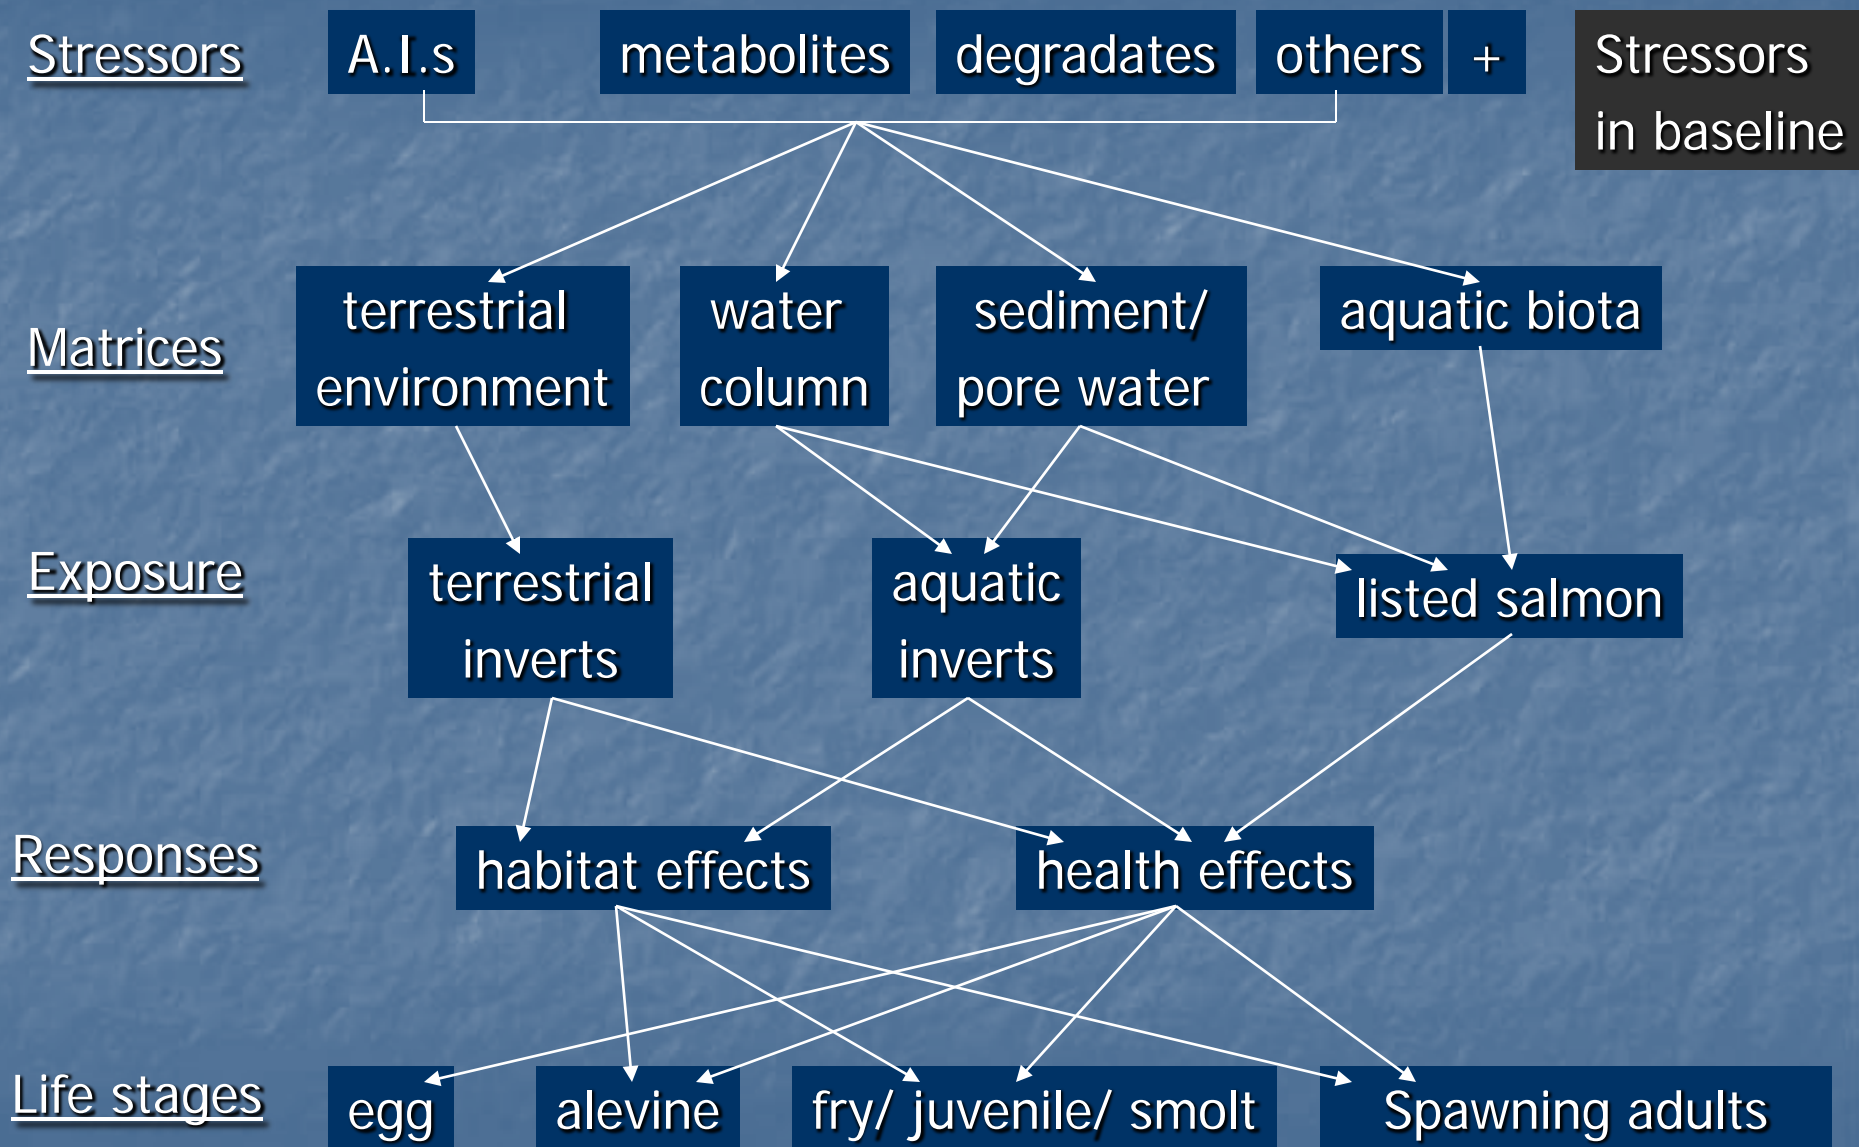 Stressors
A.I.s
metabolites
degradates
others
+
Stressors
in baseline
Matrices
terrestrial
environment
water
column
sediment/
pore water
aquatic biota
Exposure
terrestrial
inverts
aquatic
inverts
listed salmon
Responses
habitat effects
health effects
Life stages
egg
alevine
fry/ juvenile/ smolt
Spawning adults